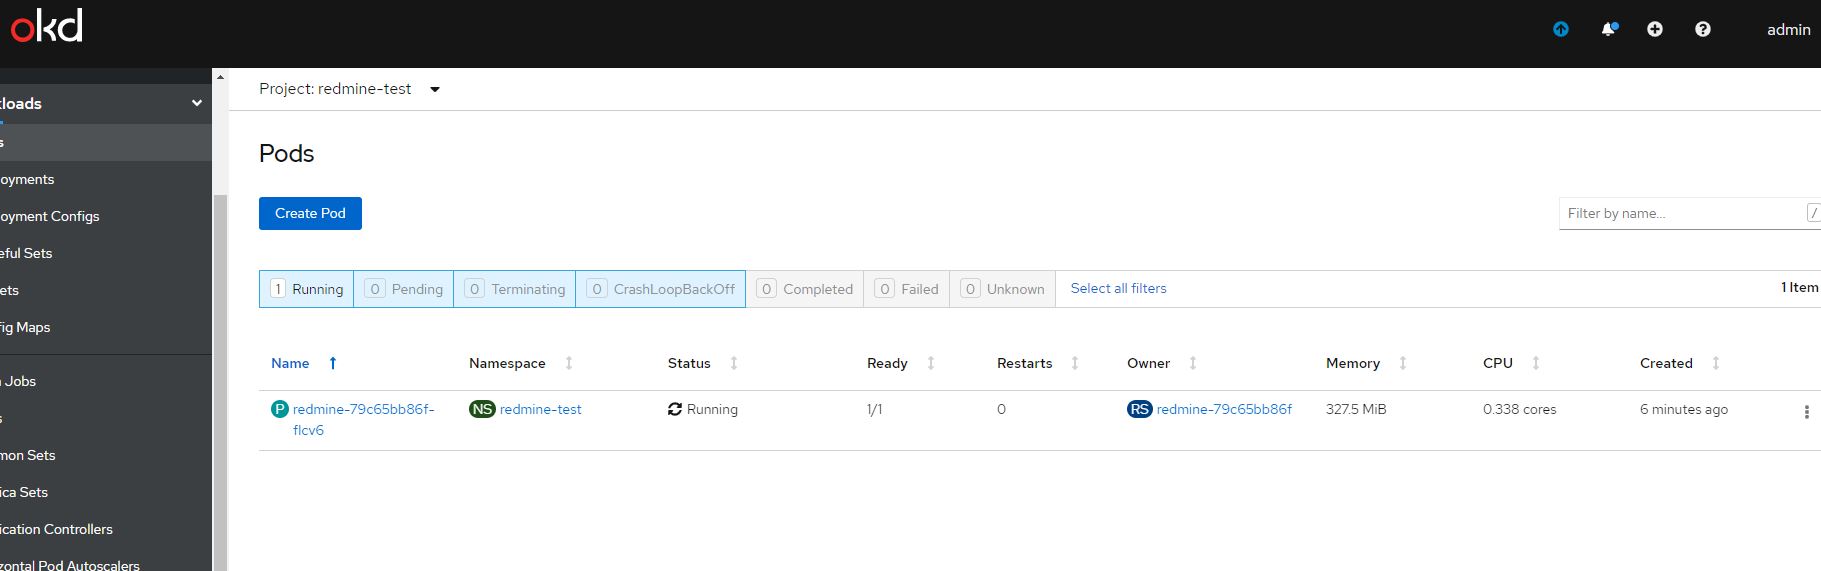 okd
admin
loads
s
oyments
oyment Configs
eful Sets
ets
fig Maps
Jobs
s
mon Sets
ica Sets
ication Controllers
zontal Pod Autoscalers
Project: redmine-test
Pods
Create Pod
Filter by name...
/
1 Running 0 Pending 0 Terminating 0 CrashLoopBackOff 0 Completed 0 Failed 0 Unknown Select all filters 1 Item
Name Namespace Status Ready Restarts Owner Memory CPU Created
P redmine-79c65bb86f- NS redmine-test Running 1/1 0 RS redmine-79c65bb86f 327.5 MiB 0.338 cores 6 minutes ago
flcv6